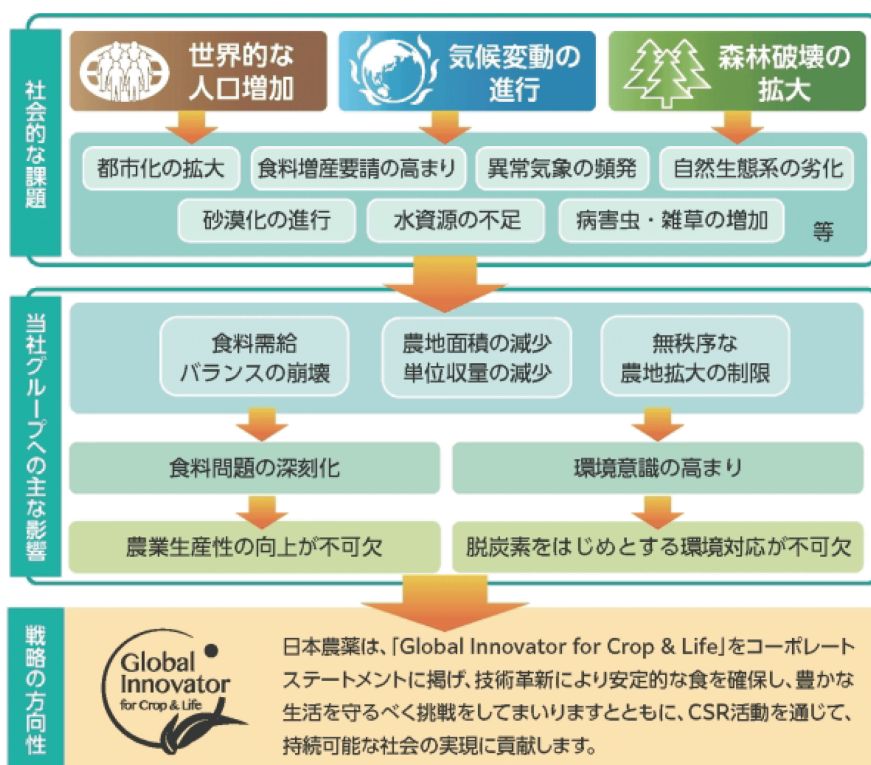 社会的な課題
世界的な
人口増加
気候変動の
進行
森林破壊の
拡大
都市化の拡大
食料増産要請の高まり
異常気象の頻発
自然生態系の劣化
砂漠化の進行
水資源の不足
病害虫・雑草の増加
等
当社グループへの主な影響
食料需給
バランスの崩壊
農地面積の減少
単位収量の減少
無秩序な
農地拡大の制限
食料問題の深刻化
環境意識の高まり
農業生産性の向上が不可欠
脱炭素をはじめとする環境対応が不可欠
戦略の方向性
Global
Innovator
for Crop & Life
日本農薬は、「Global Innovator for Crop & Life」をコーポレート
ステートメントに掲げ、技術革新により安定的な食を確保し、豊かな
生活を守るべく挑戦をしてまいりますとともに、CSR活動を通じて、
持続可能な社会の実現に貢献します。